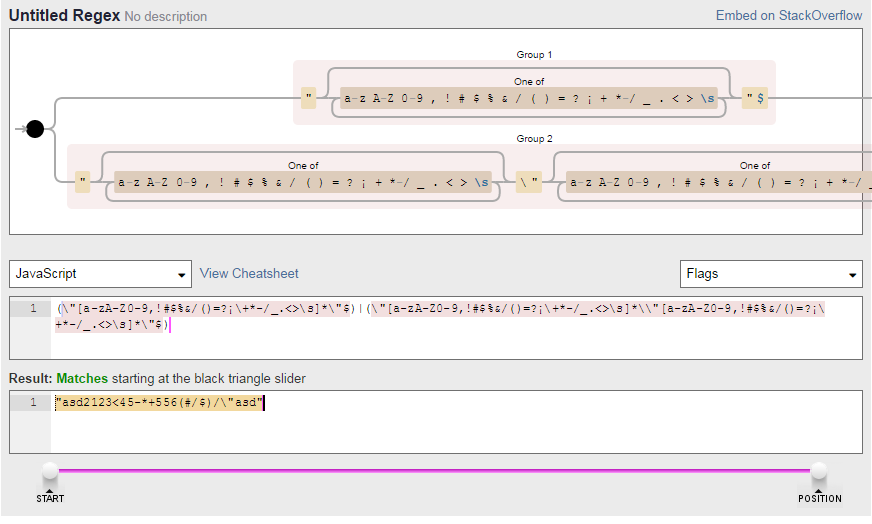 Untitled Regex No description
Embed on StackOverflow
Group 1
One of
" a-z A-Z 0-9 , ! # $ % & / ( ) = ? ¡ + *-/ _ . < > \s " $
Group 2
One of
One of
" a-z A-Z 0-9 , ! # $ % & / ( ) = ? ¡ + *-/ _ . < > \s \ " a-z A-Z 0-9 , ! # $ % & / ( ) = ? ¡ + *-/ _
JavaScript
View Cheatsheet
Flags
1 (\"[a-zA-Z0-9,!#$%&/()=?¡\+*-/_.<>\s]*\"$)|(\"[a-zA-Z0-9,!#$%&/()=?¡\+*-/_.<>\s]*\\"[a-zA-Z0-9,!#$%&/()=?¡\
+*-/_.<>\s]*\"$)
Result: Matches starting at the black triangle slider
1 "asd2123<45-*+556(#/$)/\"asd"
START
POSITION